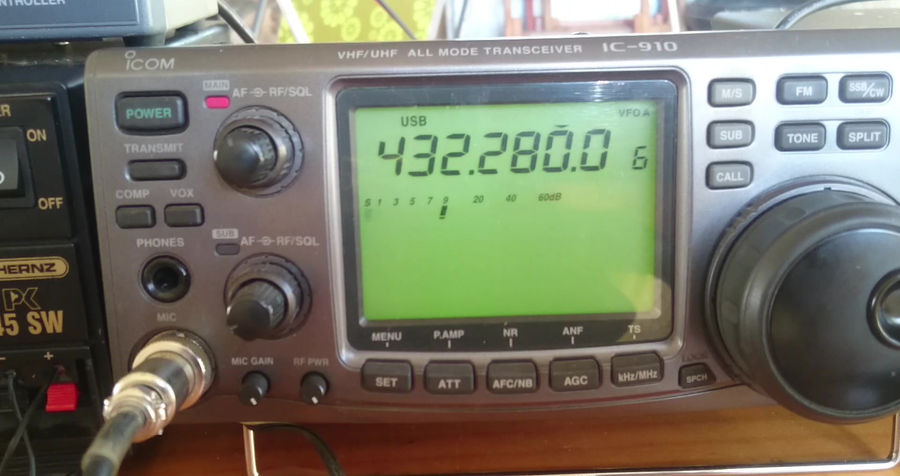 CONTROLLER
ICOM
VHF/UHF ALL MODE TRANSCEIVER IC-910
POWER
MAIN
AF RF/SQL
TRANSMIT
COMP VOX
PHONES
SUB
AF RF/SQL
MIC
MIC GAIN RF PWR
USB VFO A
432.280.0 6
S 1 3 5 7 9 20 40 60dB
MENU P.AMP NR ANF TS
SET ATT AFC/NB AGC kHz/MHz
LOCK
SPCH
M/S FM SSB/CW
SUB TONE SPLIT
CALL
ON
OFF
45 SW
- +